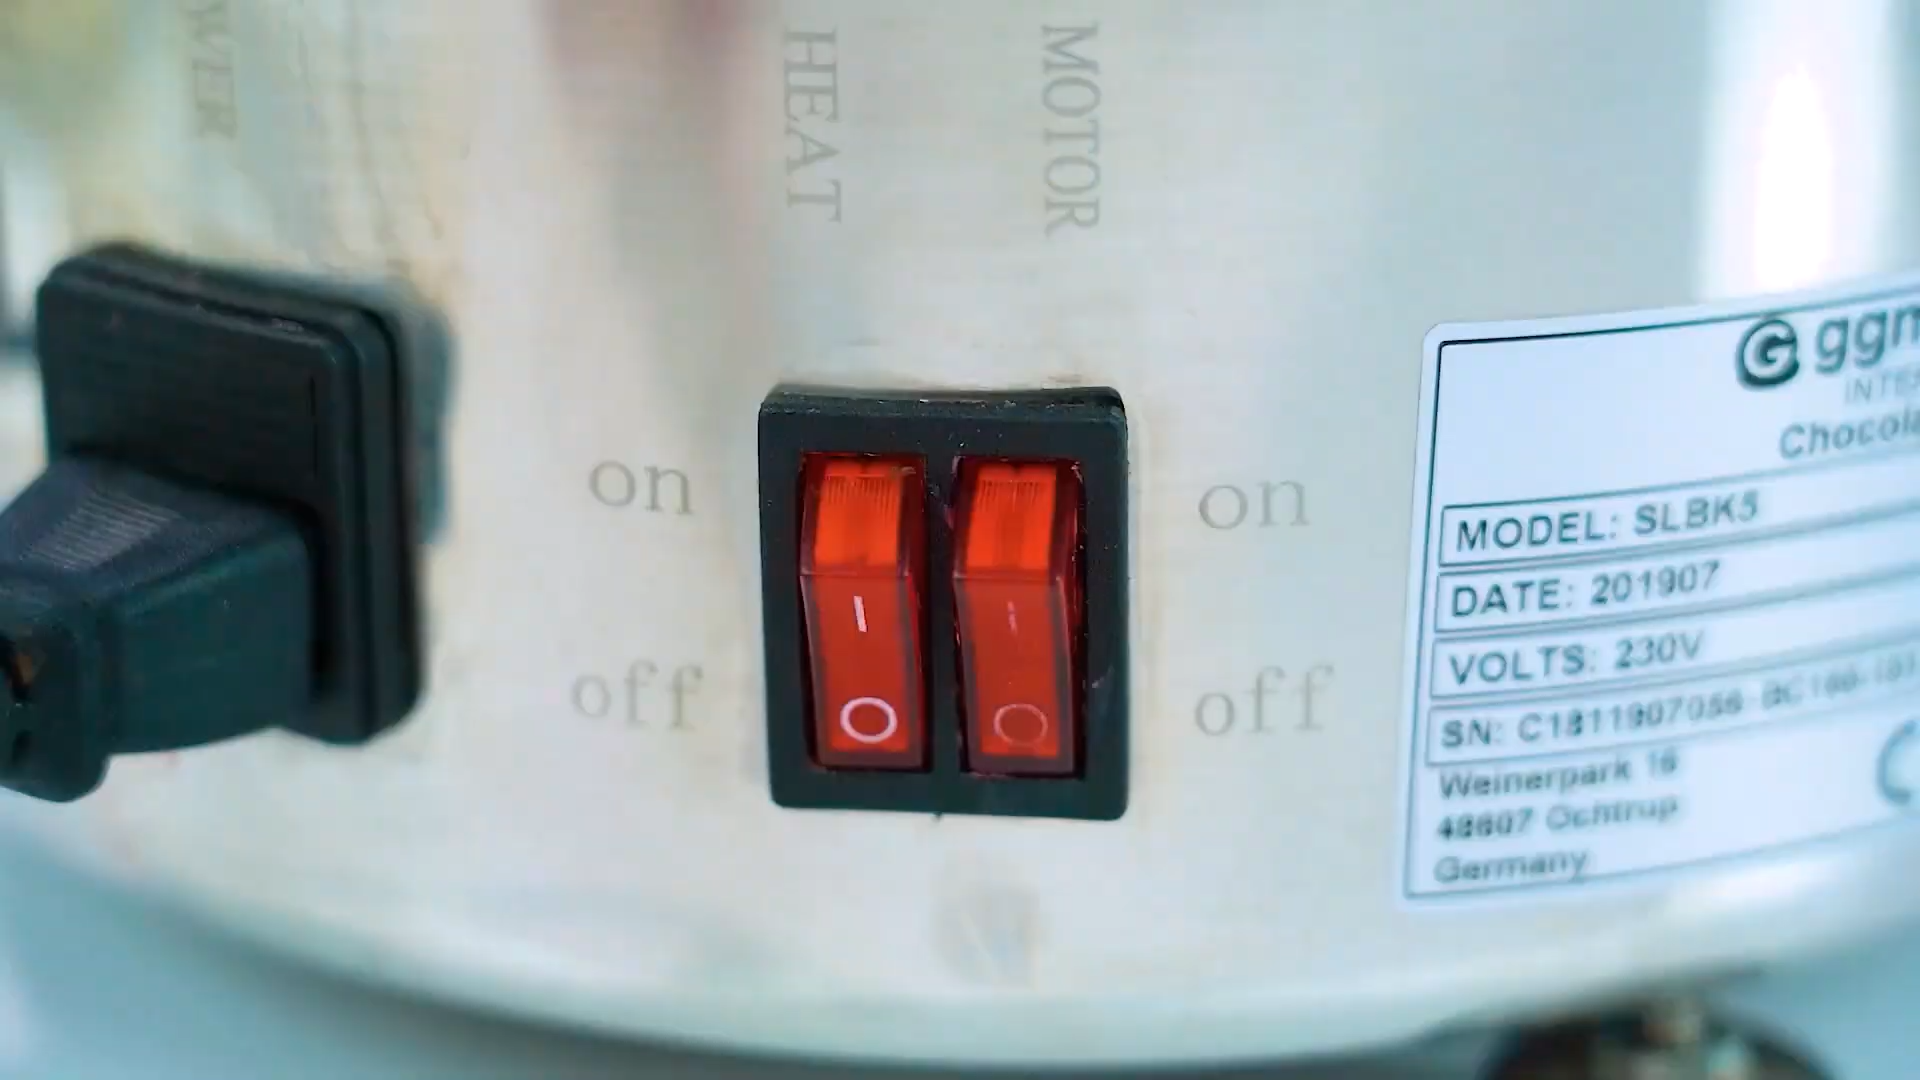 HEAT
MOTOR
on
on
off
off
I
O
I
O
ggm
Chocola
MODEL: SLBK5
DATE: 201907
VOLTS: 230V
SN: C1811907056
Weinerpark 16
48607 Ochtrup
Germany